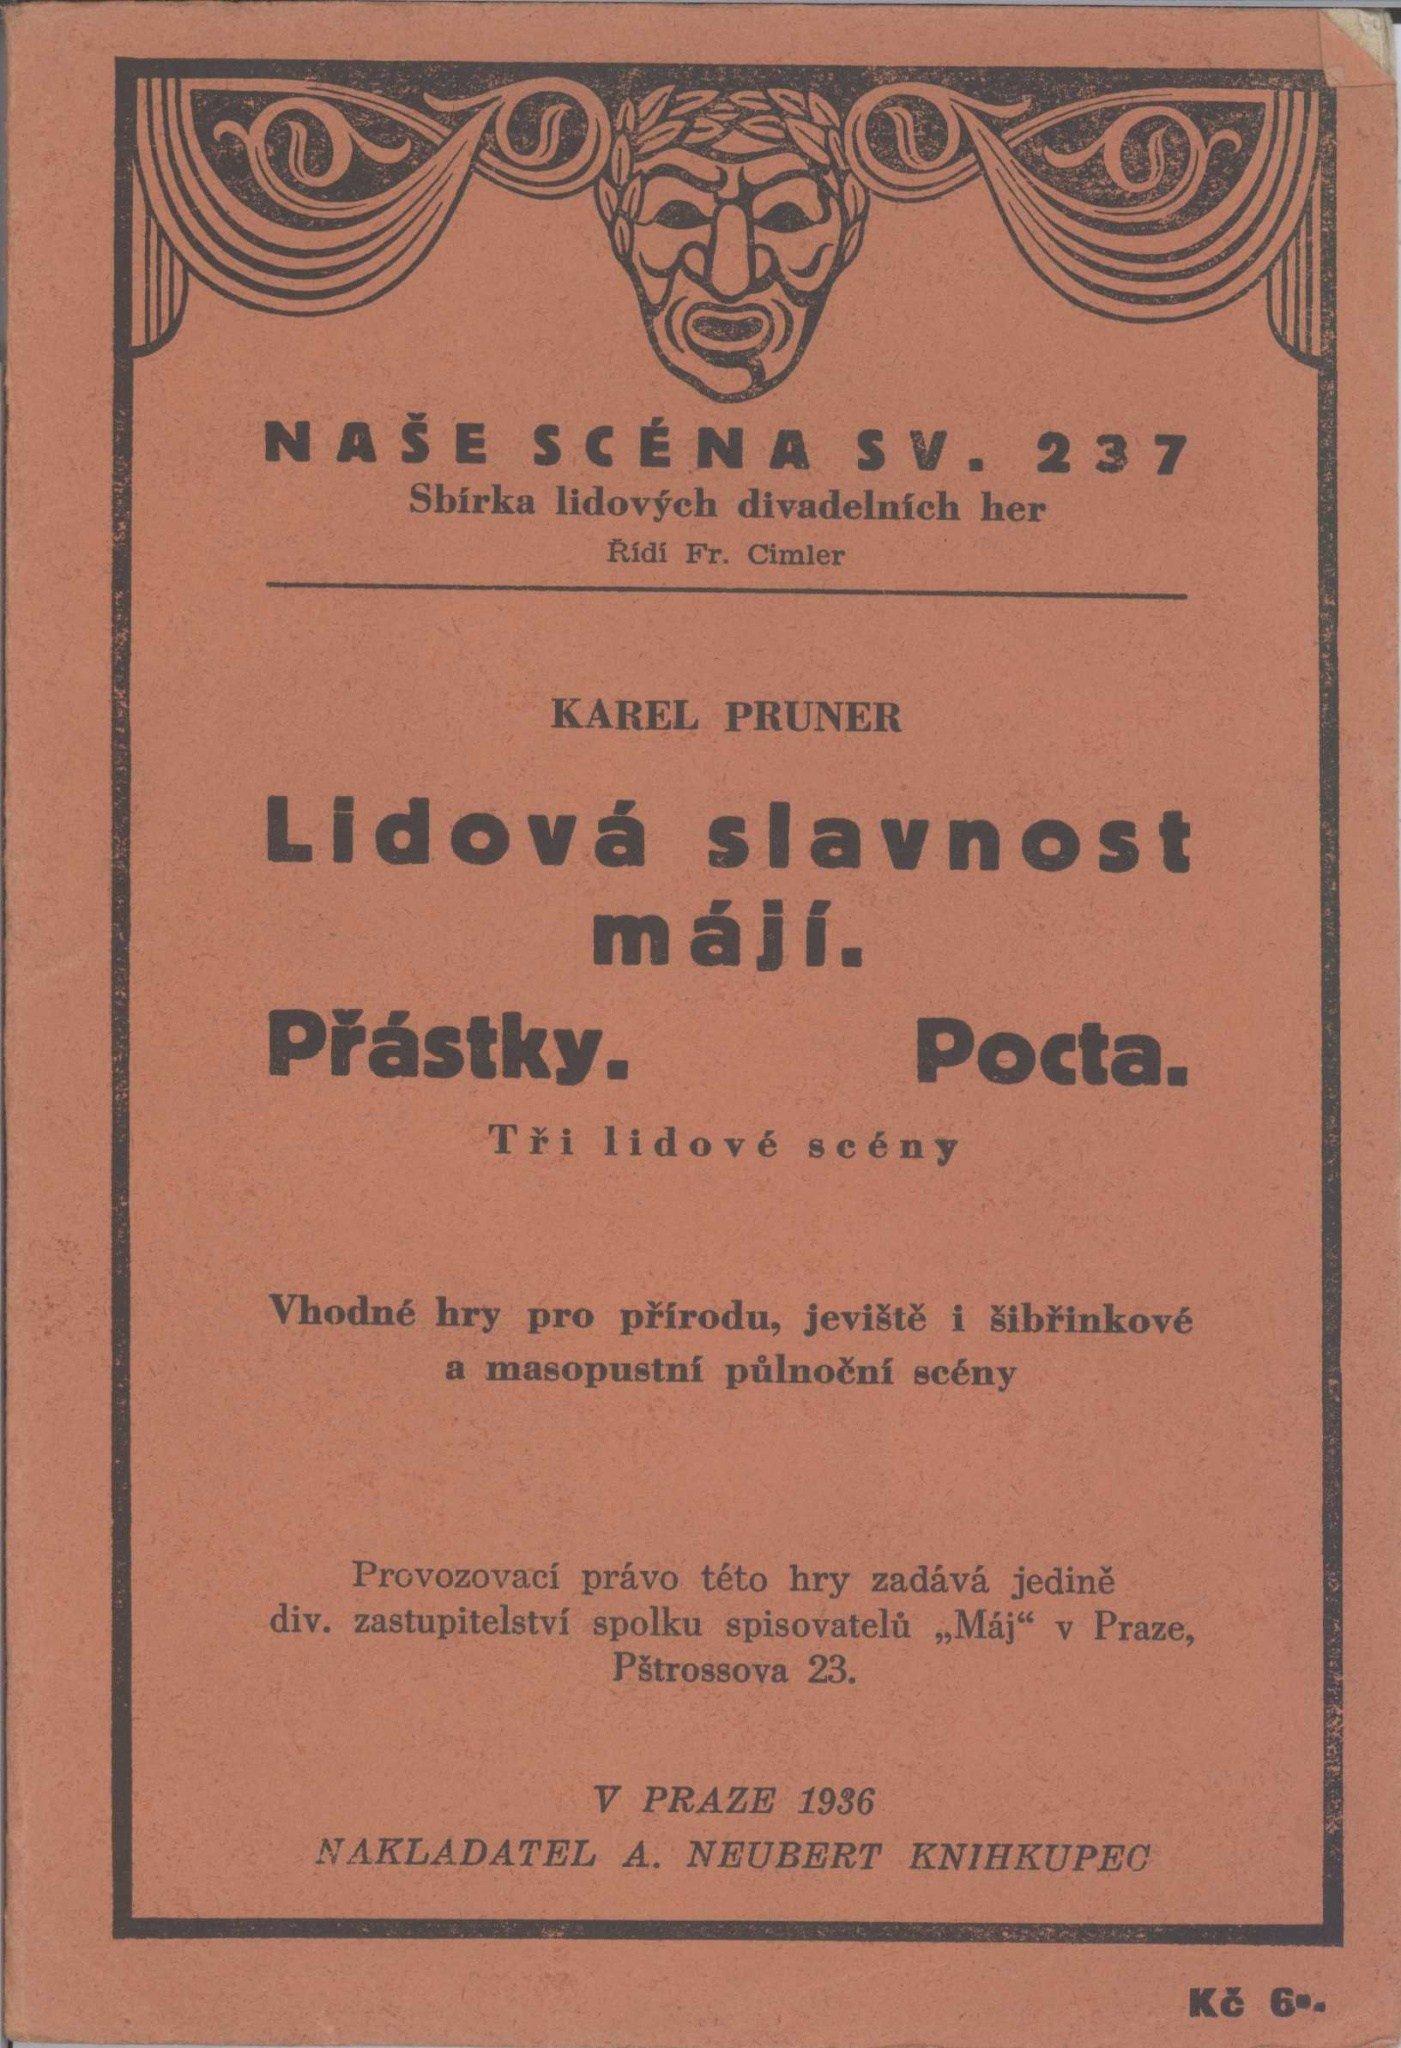 NAŠE SCÉNA SV. 237
Sbírka lidových divadelních her
Řídí Fr. Cimler
KAREL PRUNER
Lidová slavnost
májí.
Přástky. Pocta.
Tři lidové scény
Vhodné hry pro přírodu, jeviště i šibřinkové
a masopustní půlnoční scény
Provozovací právo této hry zadává jedině
div. zastupitelství spolku spisovatelů „Máj“ v Praze,
Pštrossova 23.
V PRAZE 1936
NAKLADATEL A. NEUBERT KNIHKUPEC
Kč 6·-